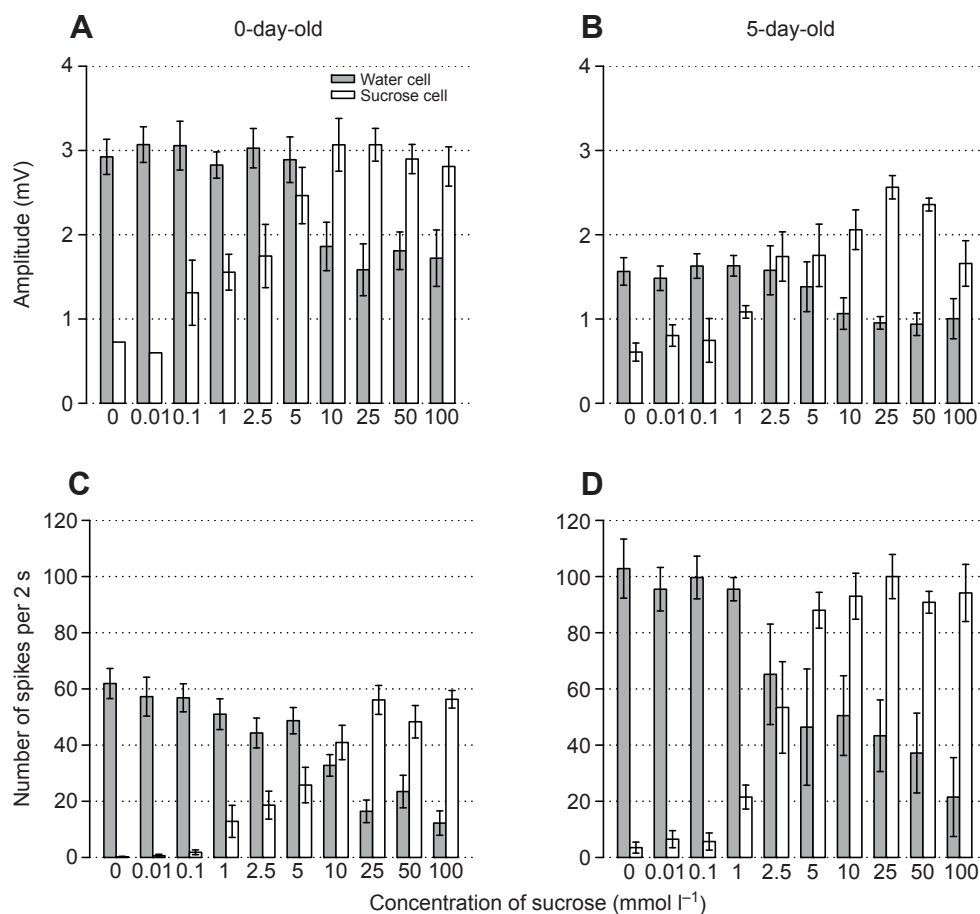 A 0-day-old
B 5-day-old
Amplitude (mV)
4
3
2
1
0
Water cell
Sucrose cell
0 0.01 0.1 1 2.5 5 10 25 50 100
4
3
2
1
0
0 0.01 0.1 1 2.5 5 10 25 50 100
C
Number of spikes per 2 s
120
100
80
60
40
20
0
0 0.01 0.1 1 2.5 5 10 25 50 100
D
120
100
80
60
40
20
0
0 0.01 0.1 1 2.5 5 10 25 50 100
Concentration of sucrose (mmol l⁻¹)